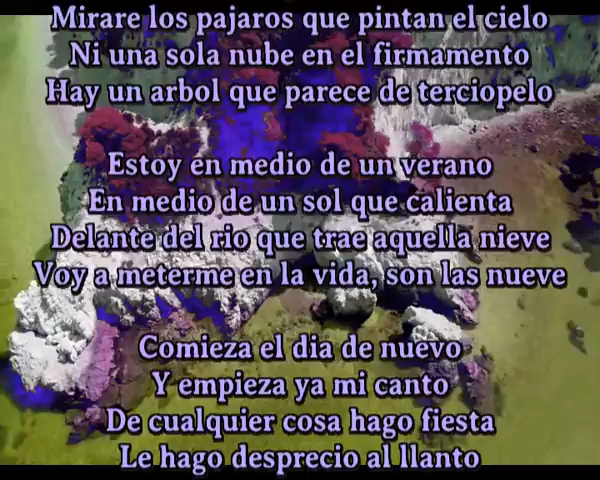 Mirare los pajaros que pintan el cielo
Ni una sola nube en el firmamento
Hay un arbol que parece de terciopelo
Estoy en medio de un verano
En medio de un sol que calienta
Delante del rio que trae aquella nieve
Voy a meterme en la vida, son las nueve
Comieza el dia de nuevo
Y empieza ya mi canto
De cualquier cosa hago fiesta
Le hago desprecio al llanto